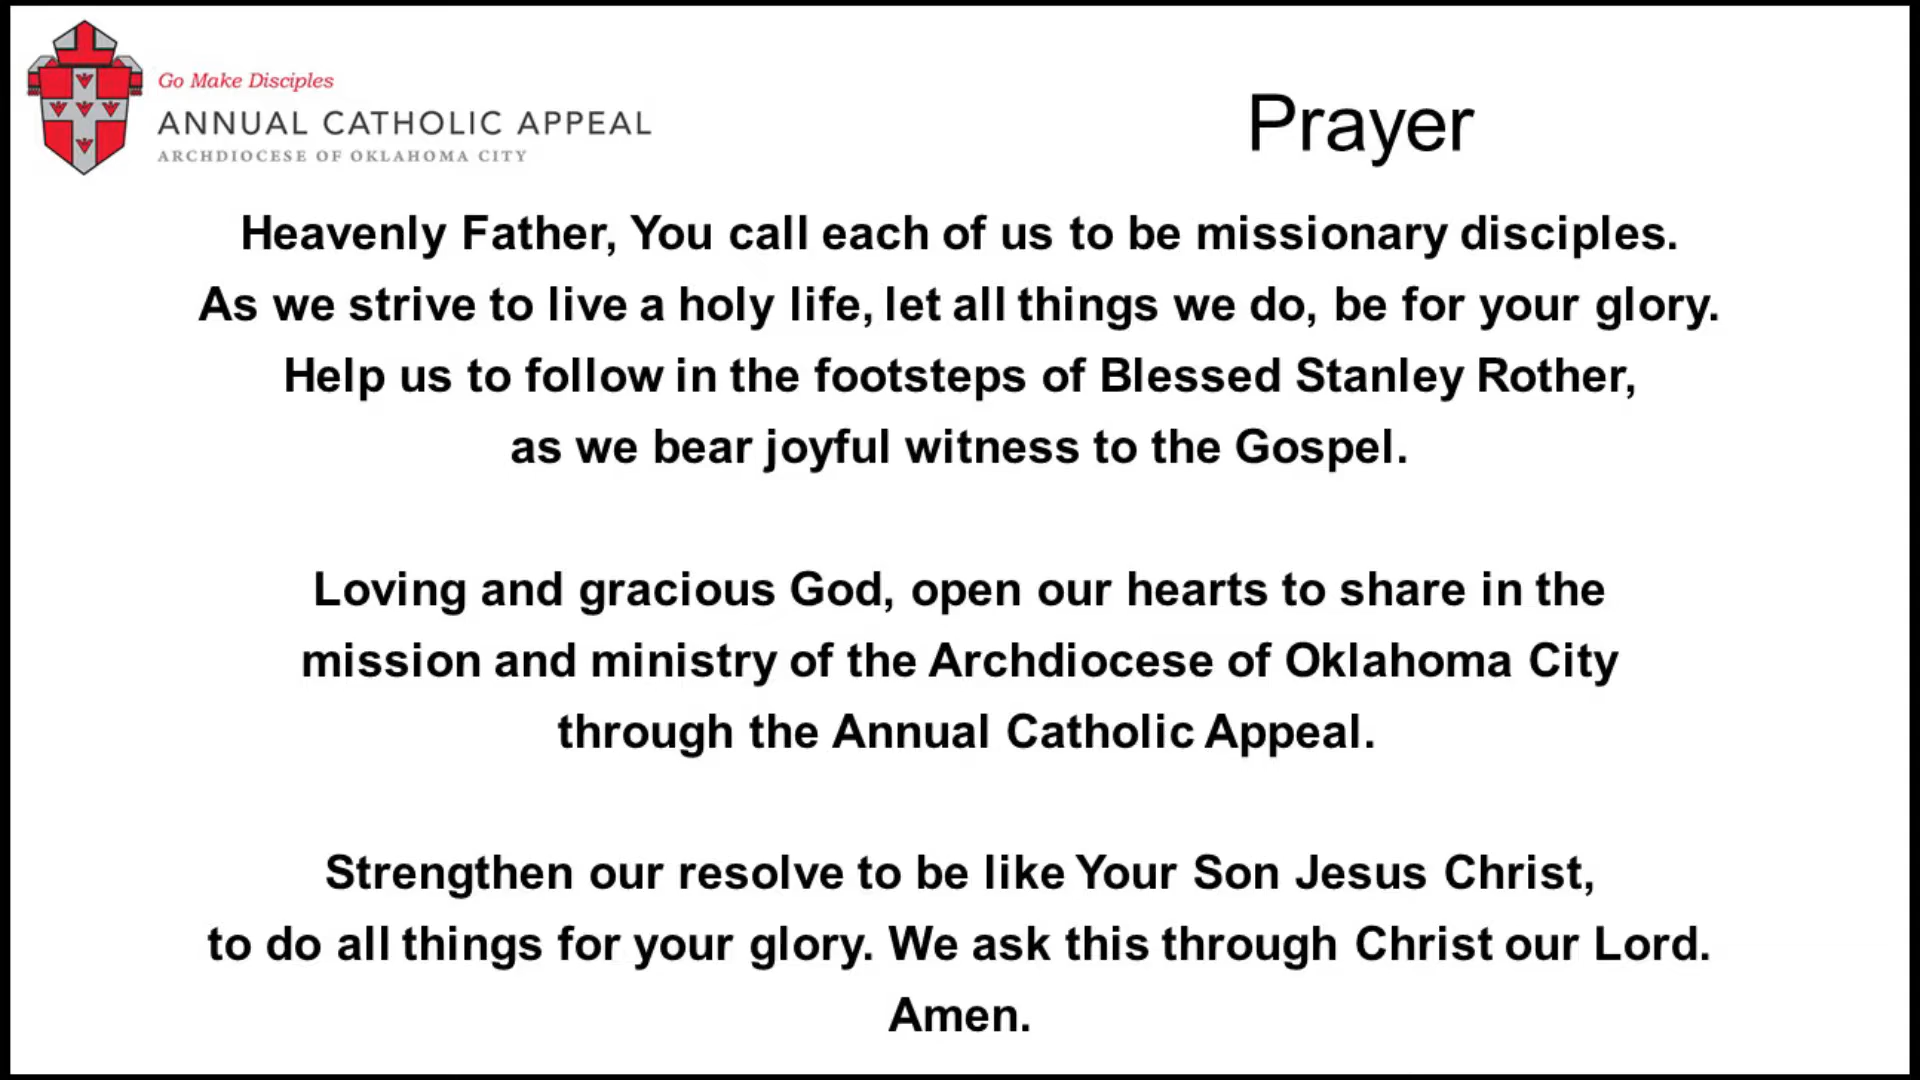 Go Make Disciples
ANNUAL CATHOLIC APPEAL
ARCHDIOCESE OF OKLAHOMA CITY
Prayer
Heavenly Father, You call each of us to be missionary disciples.
As we strive to live a holy life, let all things we do, be for your glory.
Help us to follow in the footsteps of Blessed Stanley Rother,
as we bear joyful witness to the Gospel.
Loving and gracious God, open our hearts to share in the
mission and ministry of the Archdiocese of Oklahoma City
through the Annual Catholic Appeal.
Strengthen our resolve to be like Your Son Jesus Christ,
to do all things for your glory. We ask this through Christ our Lord.
Amen.